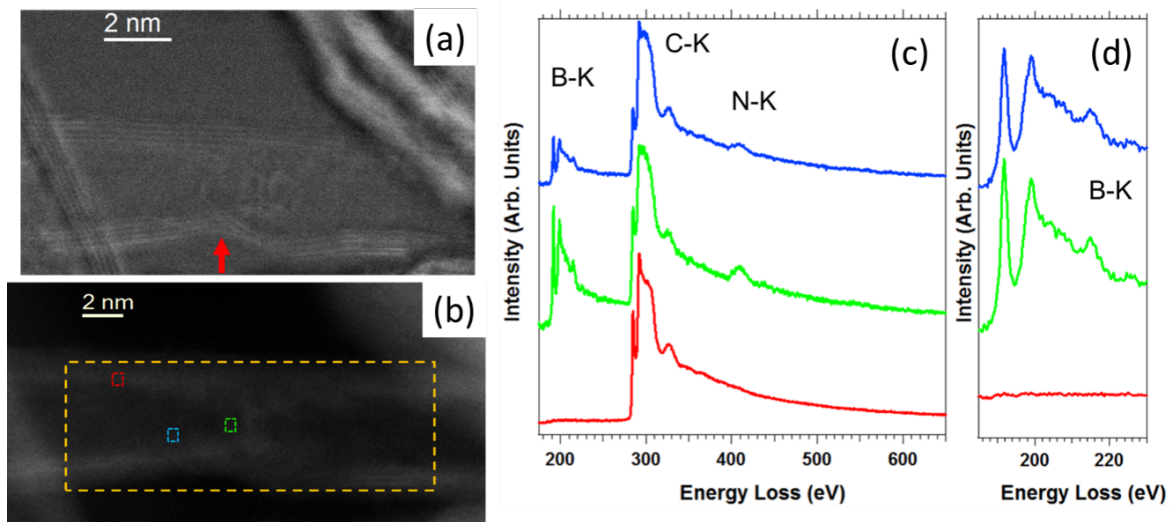 2 nm
(a)
2 nm
(b)
Intensity (Arb. Units)
B-K
C-K
N-K
(c)
200
300
400
500
600
Energy Loss (eV)
Intensity (Arb. Units)
(d)
B-K
200
220
Energy Loss (eV)